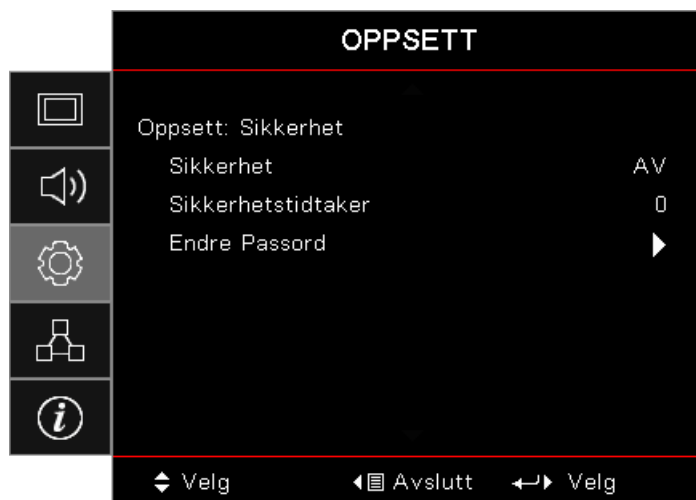 OPPSETT
Oppsett: Sikkerhet
Sikkerhet AV
Sikkerhetstidtaker 0
Endre Passord
Velg Avslutt Velg